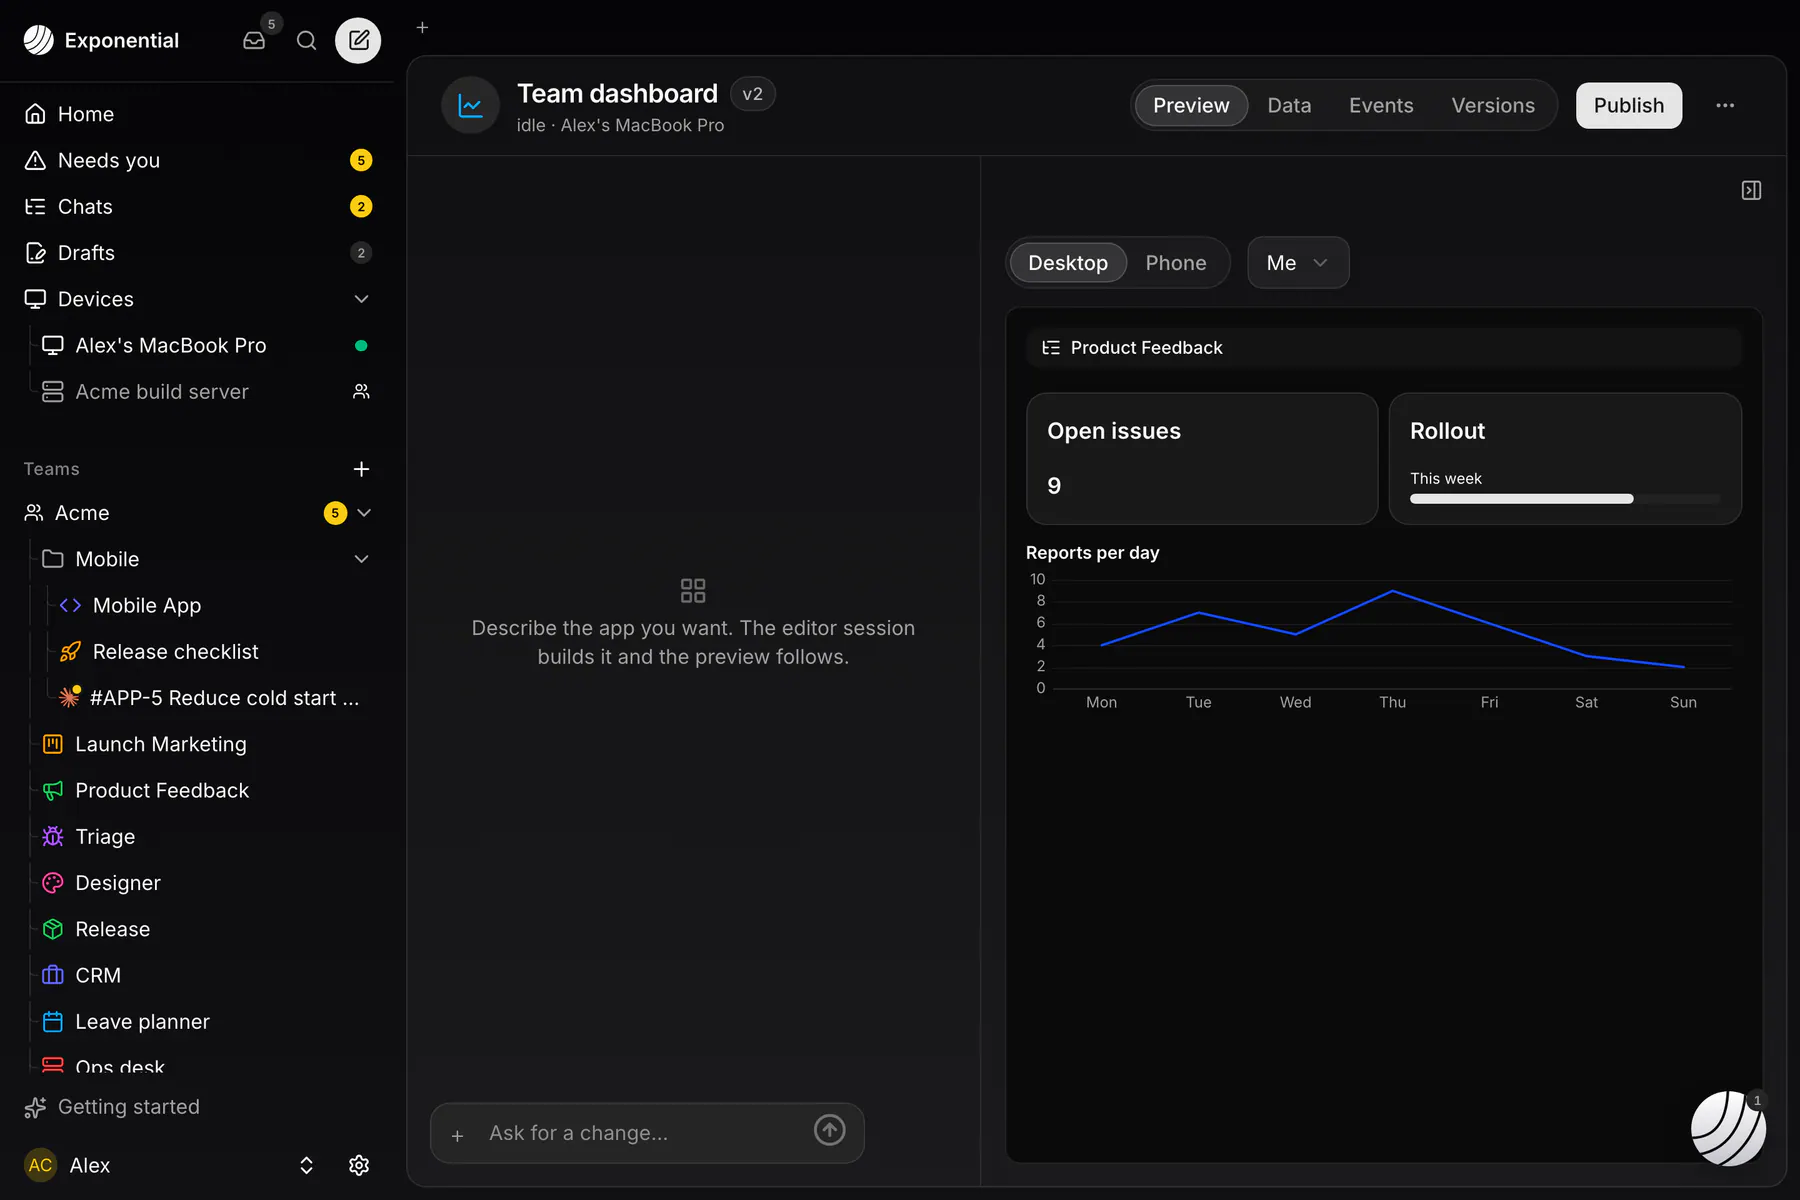 Exponential
5
Home
Needs you
5
Chats
2
Drafts
2
Devices
Alex's MacBook Pro
Acme build server
Teams
Acme
5
Mobile
Mobile App
Release checklist
#APP-5 Reduce cold start ...
Launch Marketing
Product Feedback
Triage
Designer
Release
CRM
Leave planner
Ops desk
Getting started
AC
Alex
Team dashboard
v2
idle · Alex's MacBook Pro
Preview
Data
Events
Versions
Publish
Describe the app you want. The editor session
builds it and the preview follows.
Ask for a change...
Desktop
Phone
Me
Product Feedback
Open issues
9
Rollout
This week
Reports per day
10
8
6
4
2
0
Mon
Tue
Wed
Thu
Fri
Sat
Sun
1